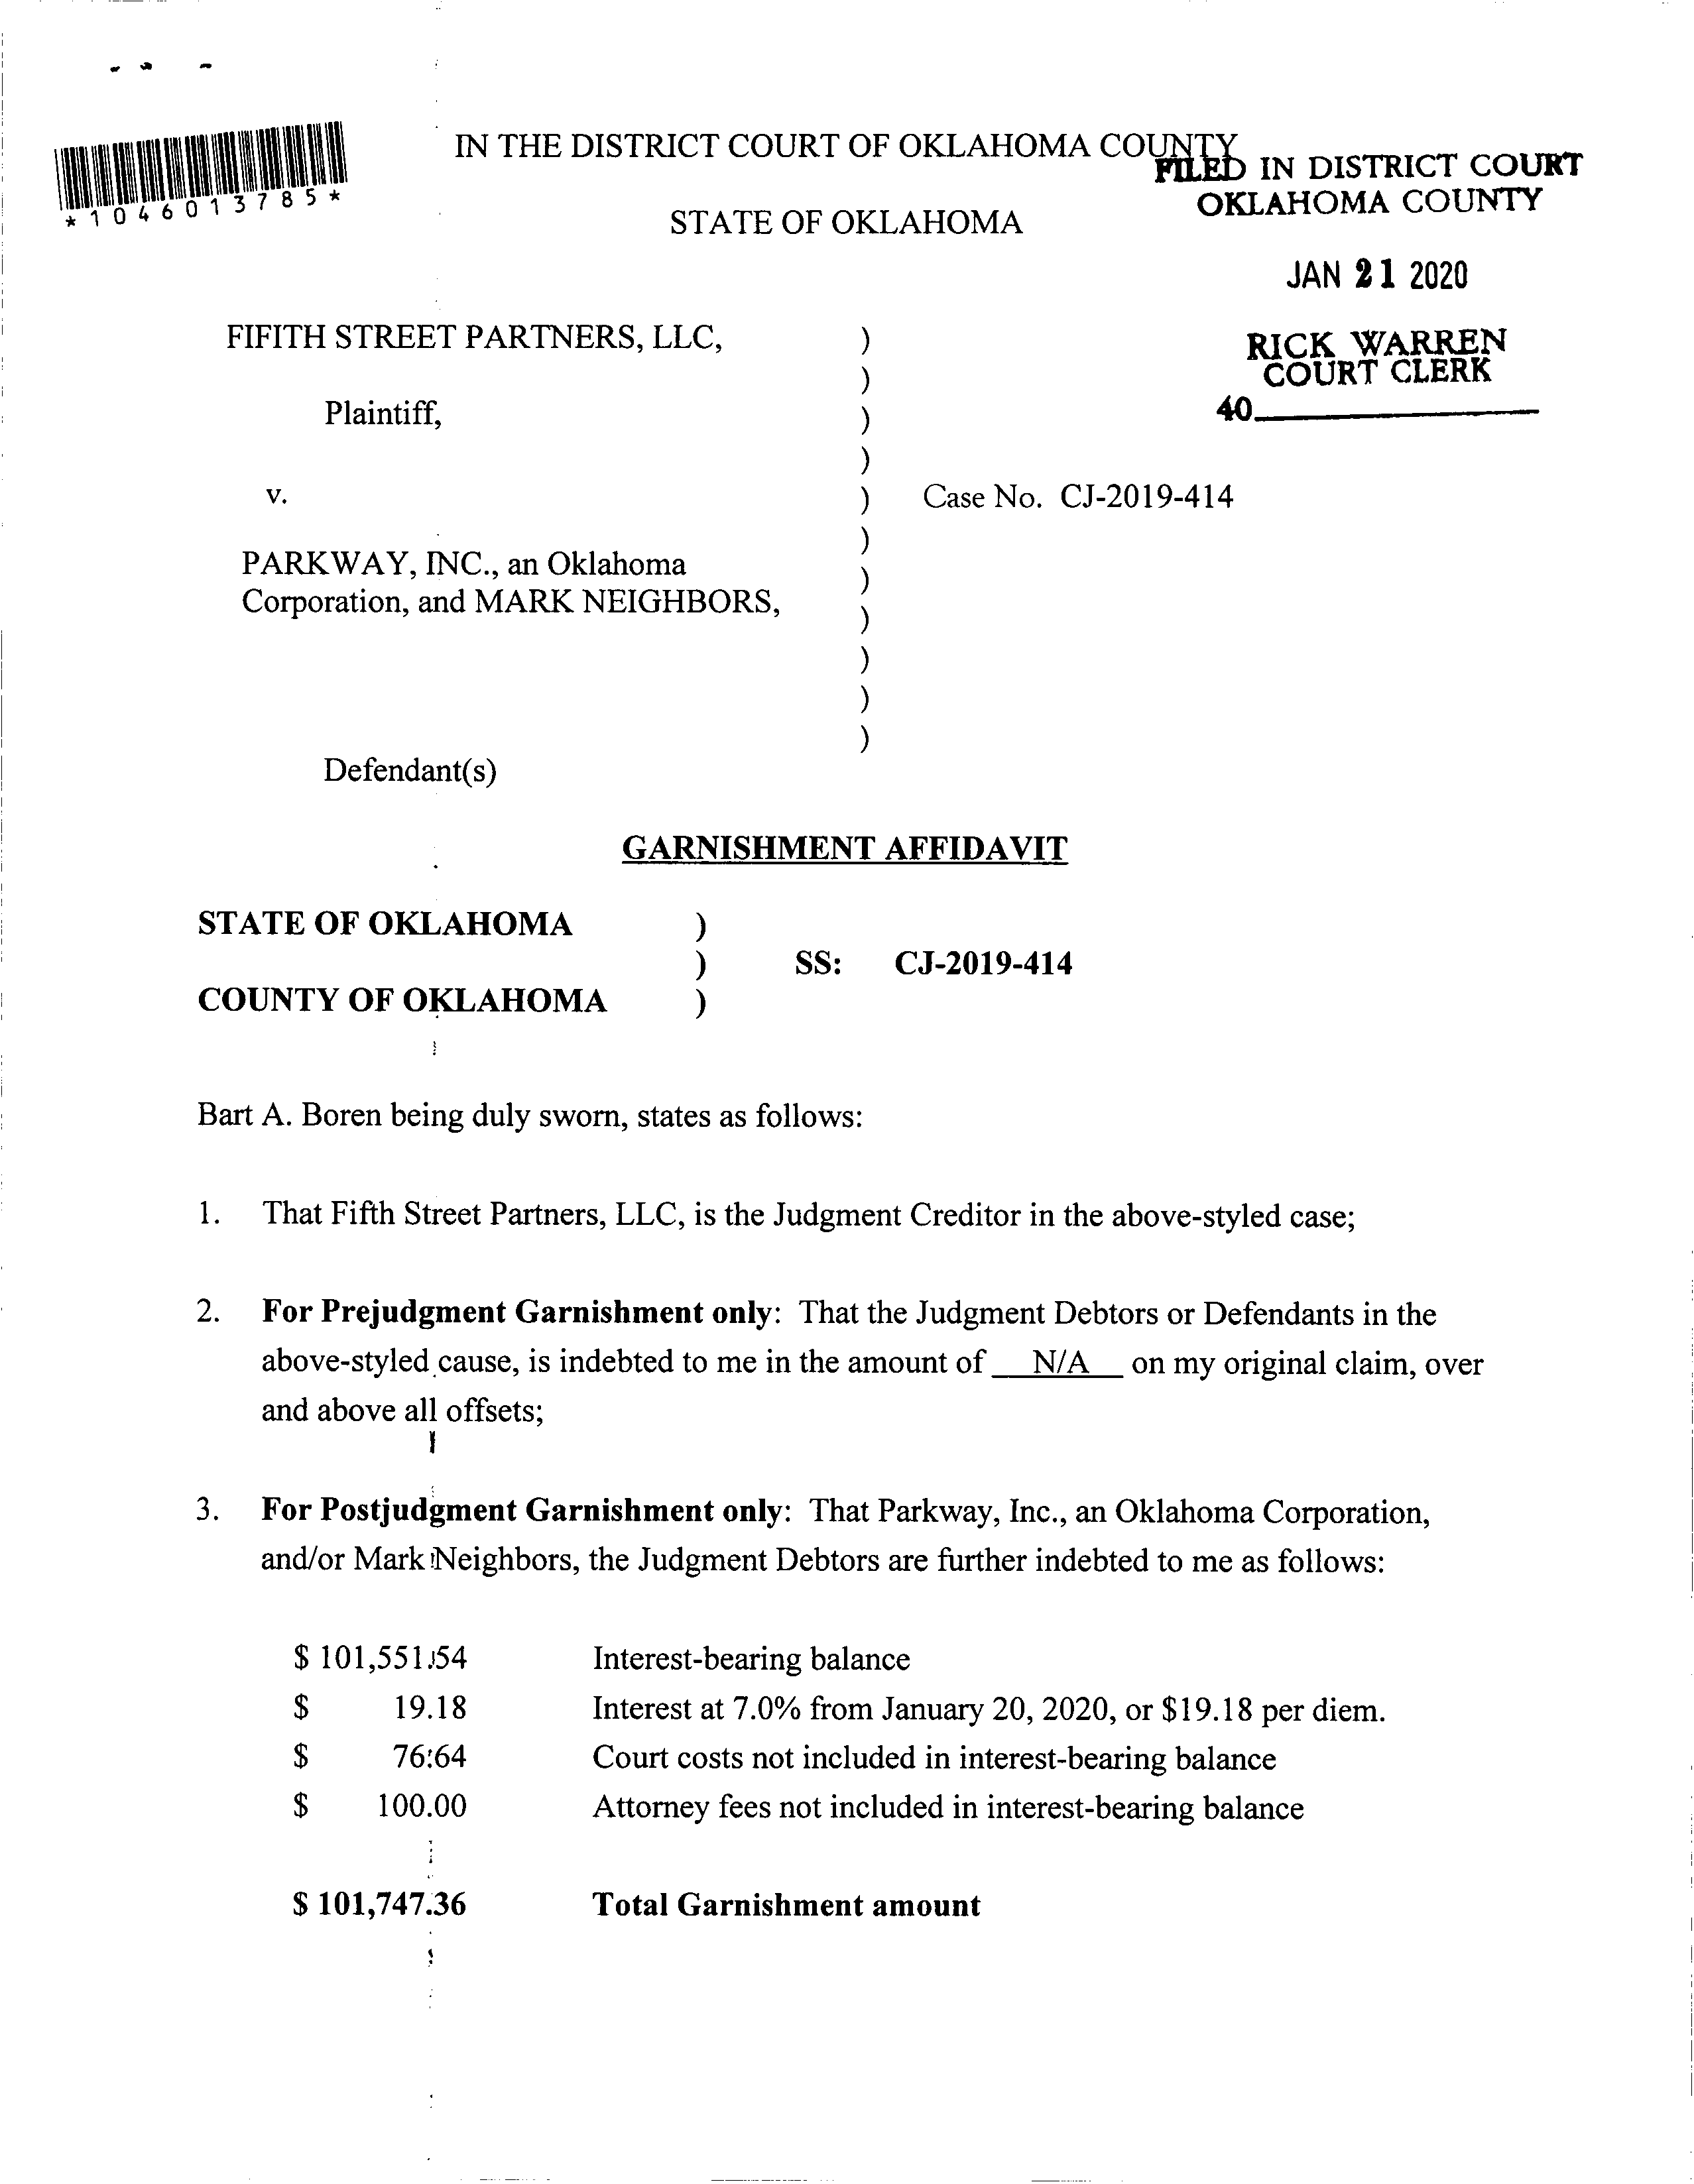 *1046013785*
IN THE DISTRICT COURT OF OKLAHOMA COUNTY
FILED IN DISTRICT COURT
OKLAHOMA COUNTY
STATE OF OKLAHOMA
JAN 21 2020
FIFITH STREET PARTNERS, LLC, )
RICK WARREN
COURT CLERK
)
Plaintiff, )
40
)
v. ) Case No. CJ-2019-414
)
PARKWAY, INC., an Oklahoma )
Corporation, and MARK NEIGHBORS, )
)
)
)
Defendant(s)
GARNISHMENT AFFIDAVIT
STATE OF OKLAHOMA )
) SS: CJ-2019-414
COUNTY OF OKLAHOMA )
Bart A. Boren being duly sworn, states as follows:
1. That Fifth Street Partners, LLC, is the Judgment Creditor in the above-styled case;
2. For Prejudgment Garnishment only: That the Judgment Debtors or Defendants in the
above-styled cause, is indebted to me in the amount of N/A on my original claim, over
and above all offsets;
3. For Postjudgment Garnishment only: That Parkway, Inc., an Oklahoma Corporation,
and/or Mark Neighbors, the Judgment Debtors are further indebted to me as follows:
$ 101,551.54 Interest-bearing balance
$ 19.18 Interest at 7.0% from January 20, 2020, or $19.18 per diem.
$ 76.64 Court costs not included in interest-bearing balance
$ 100.00 Attorney fees not included in interest-bearing balance
$ 101,747.36 Total Garnishment amount